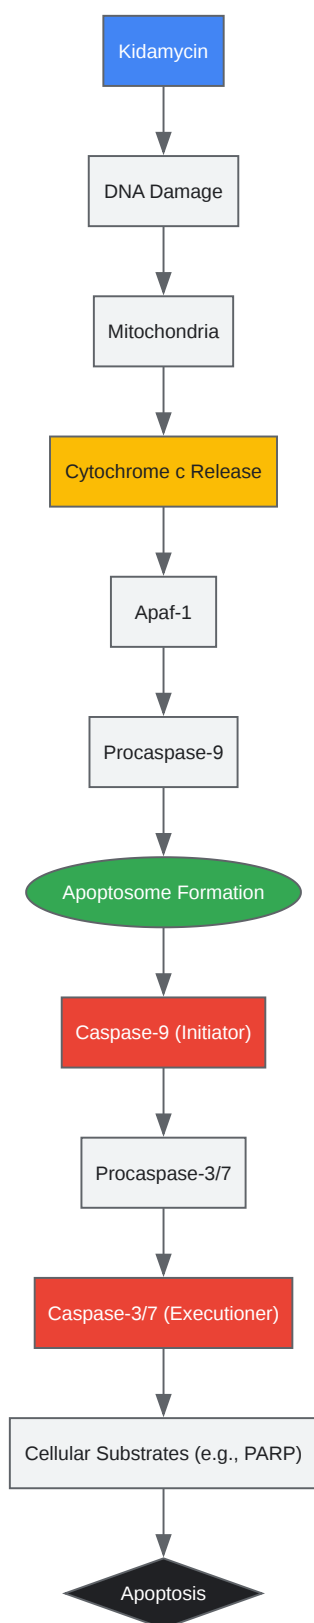 Kidamycin
DNA Damage
Mitochondria
Cytochrome c Release
Apaf-1
Procaspase-9
Apoptosome Formation
Caspase-9 (Initiator)
Procaspase-3/7
Caspase-3/7 (Executioner)
Cellular Substrates (e.g., PARP)
Apoptosis